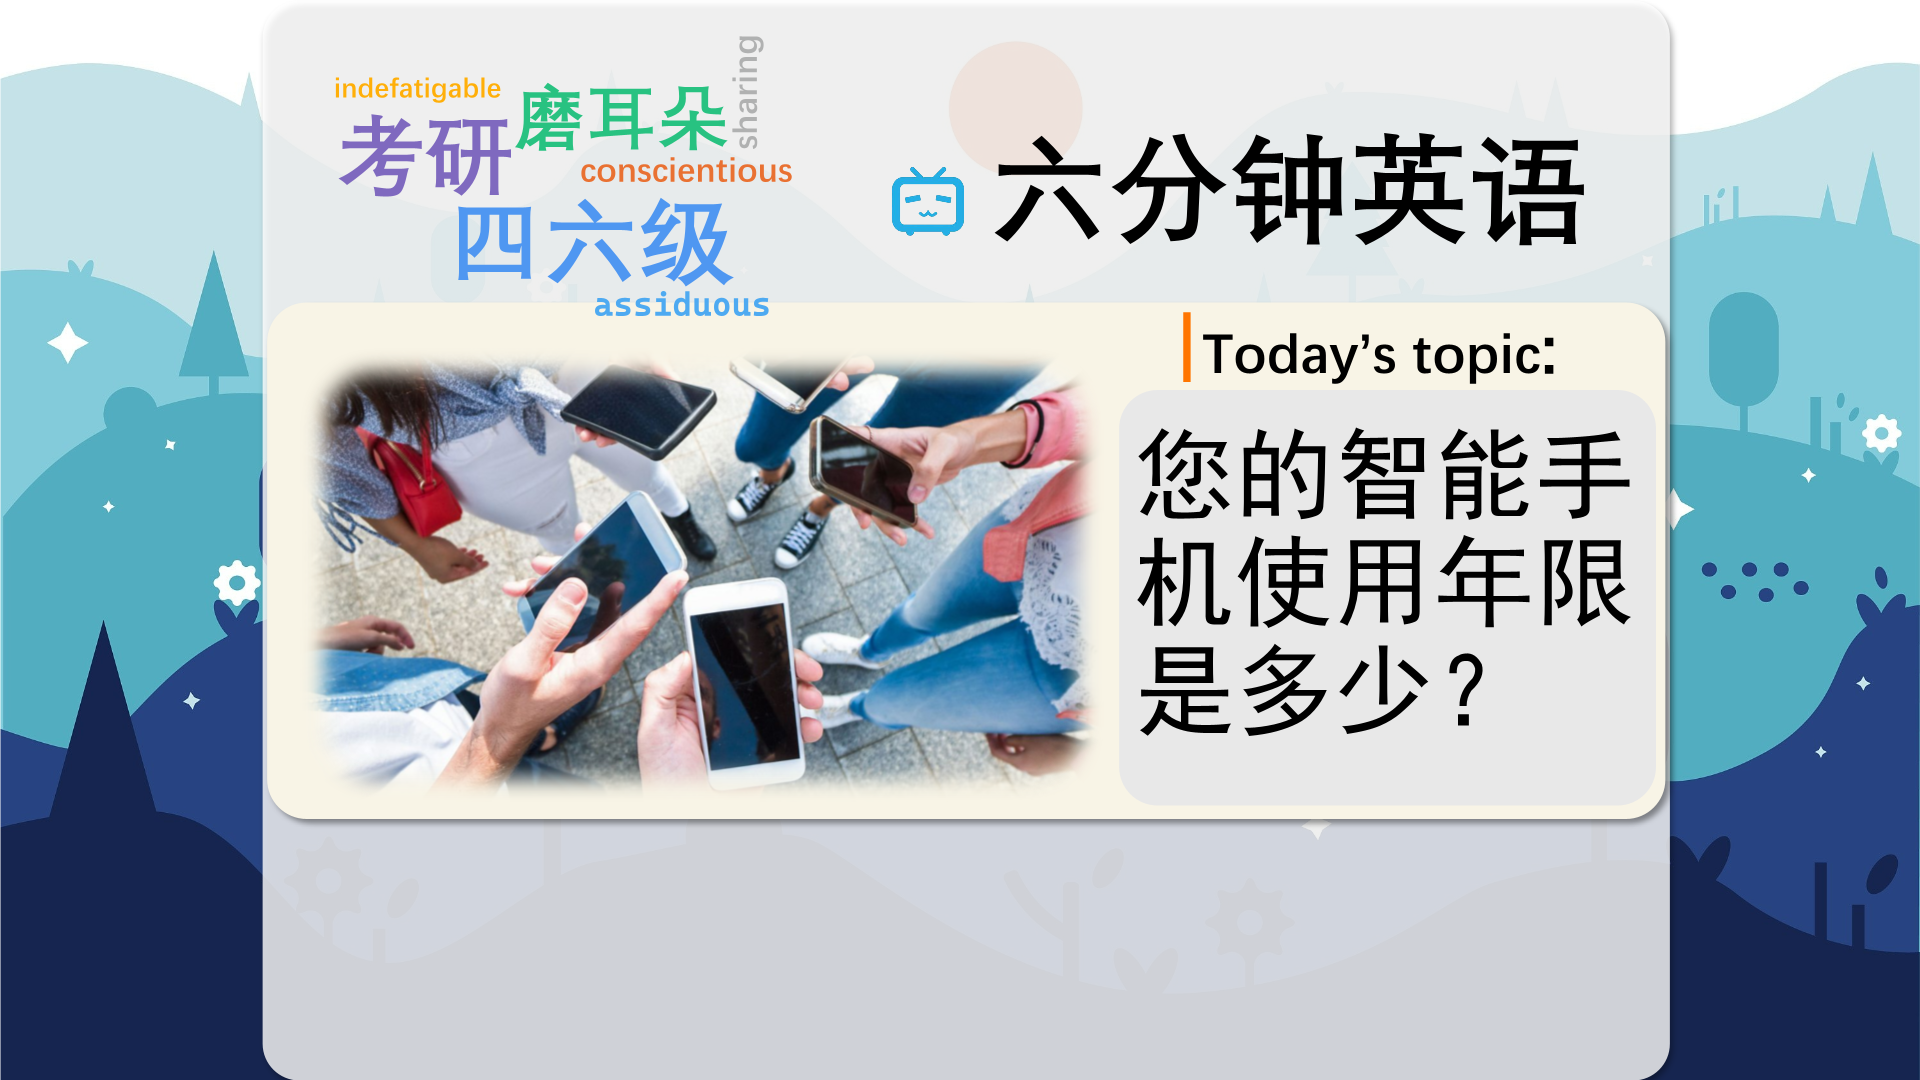 indefatigable
考研
磨耳朵
sharing
conscientious
四六级
assiduous
六分钟英语
Today’s topic:
您的智能手
机使用年限
是多少？